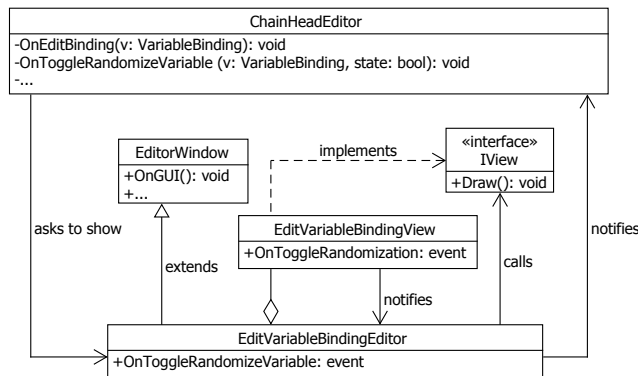 ChainHeadEditor
-OnEditBinding(v: VariableBinding): void
-OnToggleRandomizeVariable (v: VariableBinding, state: bool): void
-...
EditorWindow
+OnGUI(): void
+...
implements
«interface»
IView
+Draw(): void
asks to show
extends
EditVariableBindingView
+OnToggleRandomization: event
notifies
calls
notifies
EditVariableBindingEditor
+OnToggleRandomizeVariable: event